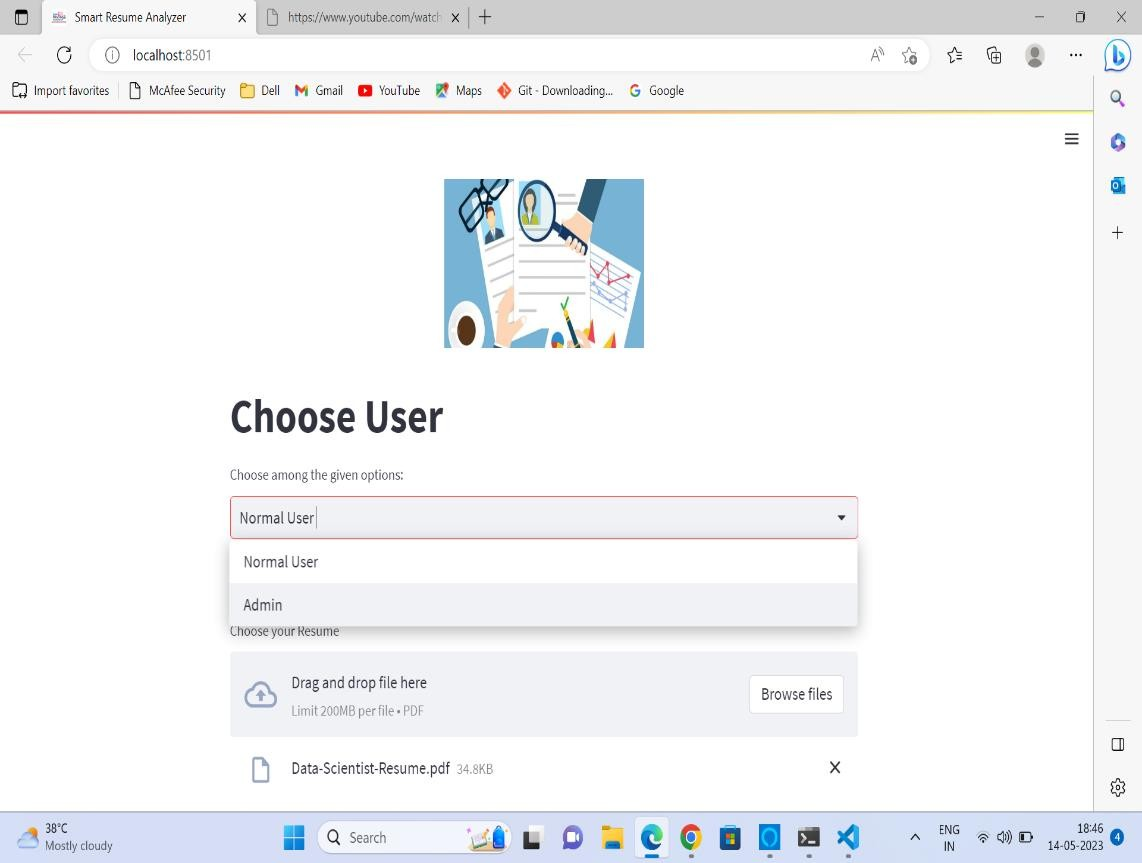 Smart Resume Analyzer
https://www.youtube.com/watch
localhost:8501
Import favorites
McAfee Security
Dell
Gmail
YouTube
Maps
Git - Downloading...
Google
Choose User
Choose among the given options:
Normal User
Normal User
Admin
Choose your Resume
Drag and drop file here
Limit 200MB per file • PDF
Browse files
Data-Scientist-Resume.pdf 34.8KB
38°C
Mostly cloudy
Search
ENG
IN
18:46
14-05-2023
4